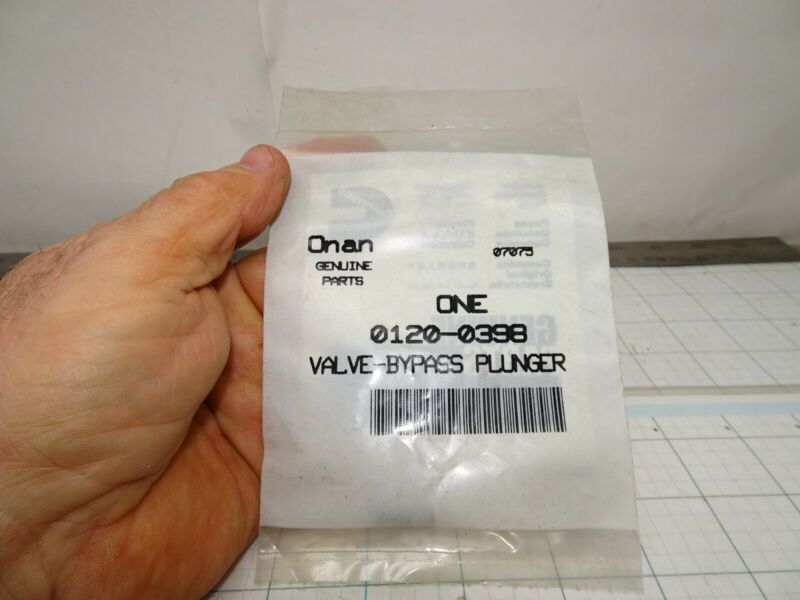 Onan 07075
GENUINE
PARTS
ONE
0120-0398
VALVE-BYPASS PLUNGER